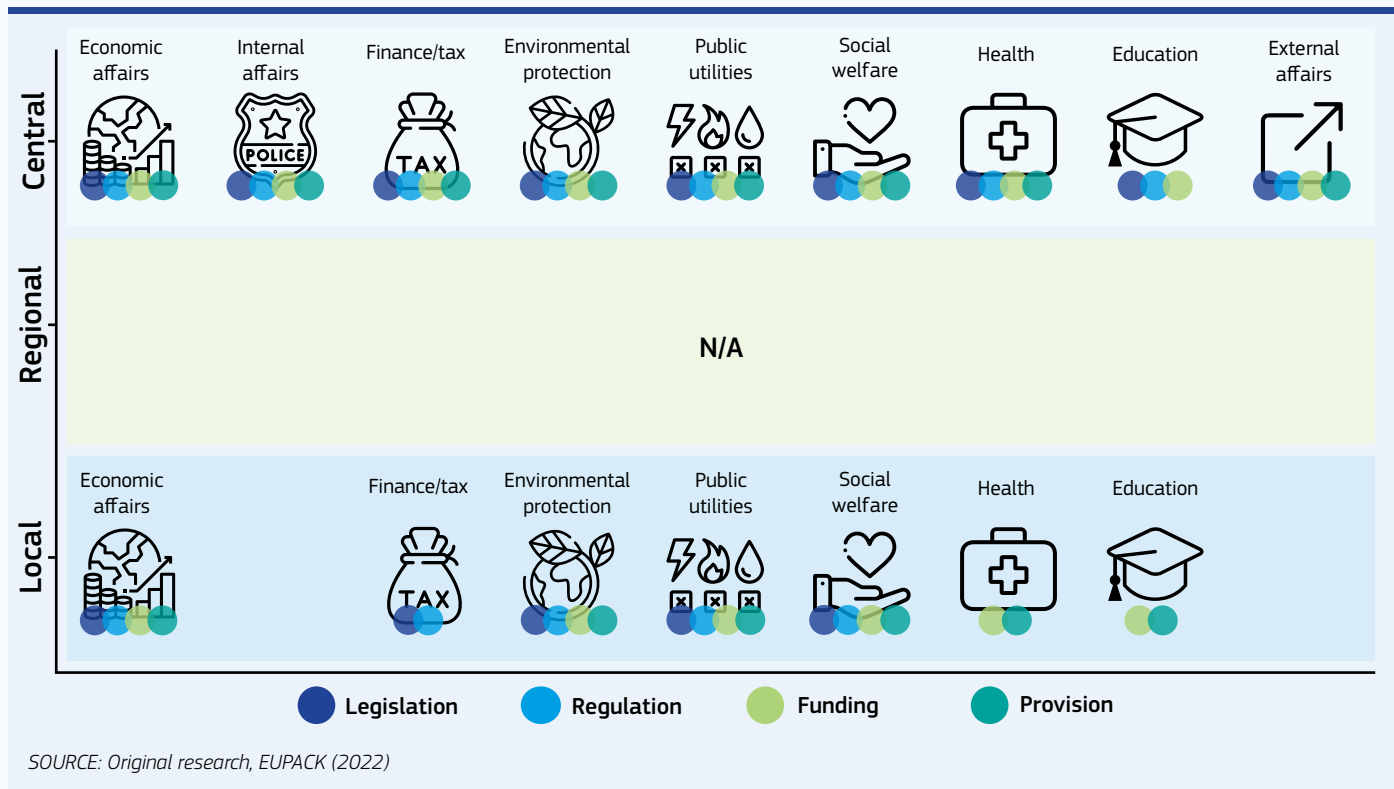 Central
Economic
affairs
Internal
affairs
Finance/tax
Environmental
protection
Public
utilities
Social
welfare
Health
Education
External
affairs
POLICE
TAX
Regional
N/A
Local
Economic
affairs
Finance/tax
Environmental
protection
Public
utilities
Social
welfare
Health
Education
TAX
Legislation
Regulation
Funding
Provision
SOURCE: Original research, EUPACK (2022)